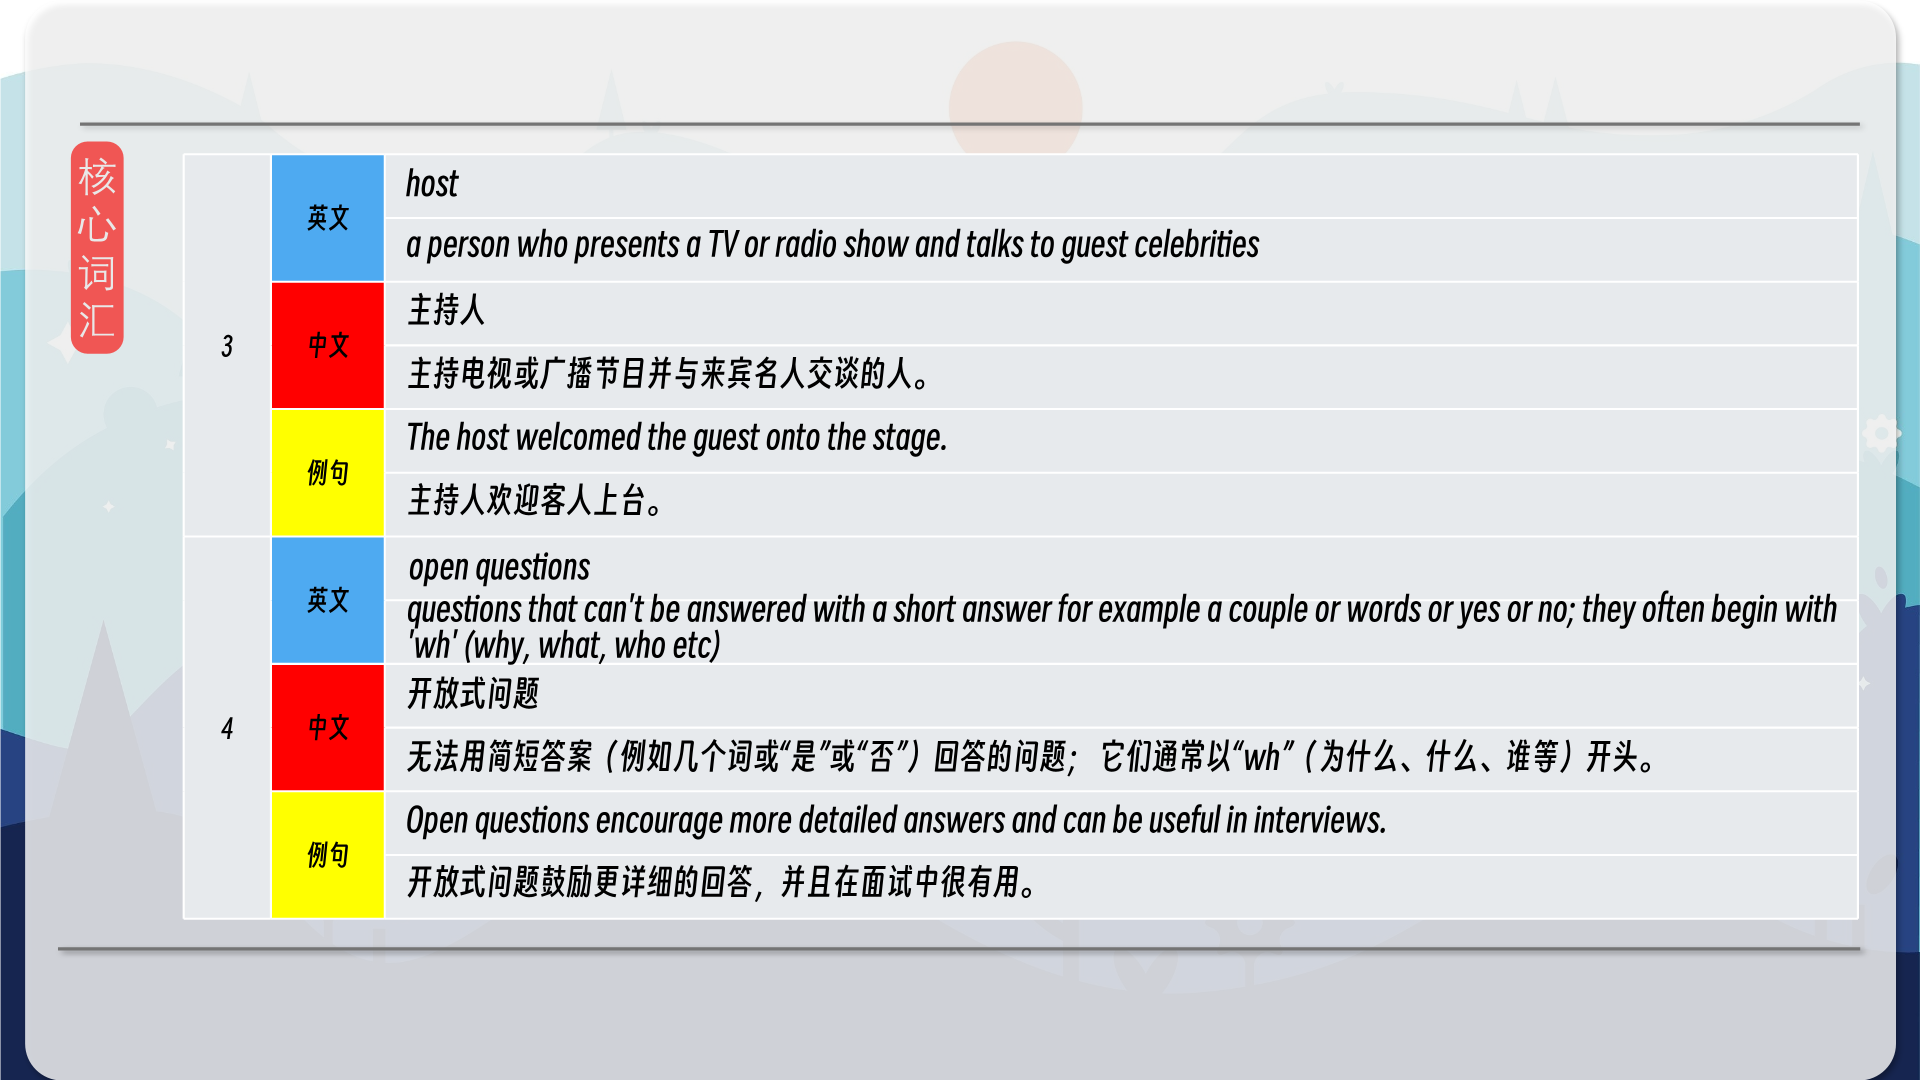 核
心
词
汇
3
英文
host
a person who presents a TV or radio show and talks to guest celebrities
中文
主持人
主持电视或广播节目并与来宾名人交谈的人。
例句
The host welcomed the guest onto the stage.
主持人欢迎客人上台。
4
英文
open questions
questions that can't be answered with a short answer for example a couple or words or yes or no; they often begin with
'wh' (why, what, who etc)
中文
开放式问题
无法用简短答案（例如几个词或“是”或“否”）回答的问题； 它们通常以“wh”（为什么、什么、谁等）开头。
例句
Open questions encourage more detailed answers and can be useful in interviews.
开放式问题鼓励更详细的回答，并且在面试中很有用。